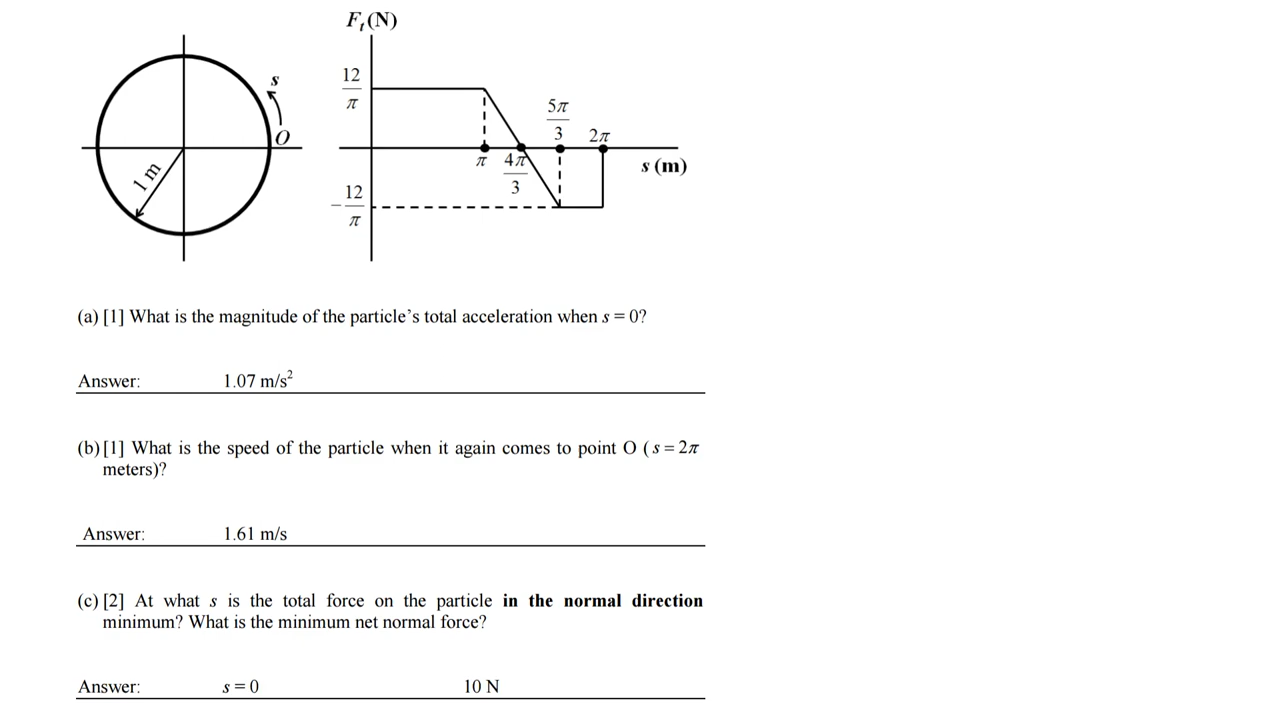 F_t (N)
12/π
s
O
1 m
5π/3
2π
π
4π/3
s (m)
-12/π
(a) [1] What is the magnitude of the particle's total acceleration when s = 0?
Answer: 1.07 m/s²
(b) [1] What is the speed of the particle when it again comes to point O ( s = 2π
meters)?
Answer: 1.61 m/s
(c) [2] At what s is the total force on the particle in the normal direction
minimum? What is the minimum net normal force?
Answer: s = 0 10 N